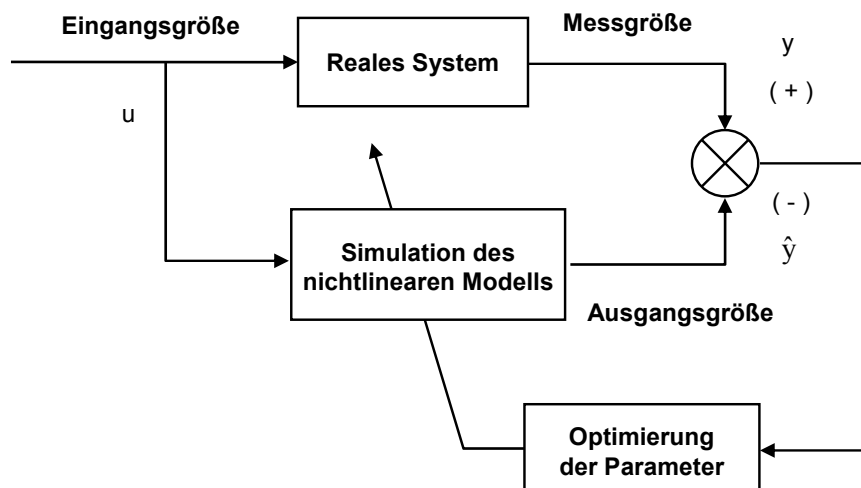 Eingangsgröße
Messgröße
y
Reales System
( + )
u
( - )
Simulation des
nichtlinearen Modells
ŷ
Ausgangsgröße
Optimierung
der Parameter